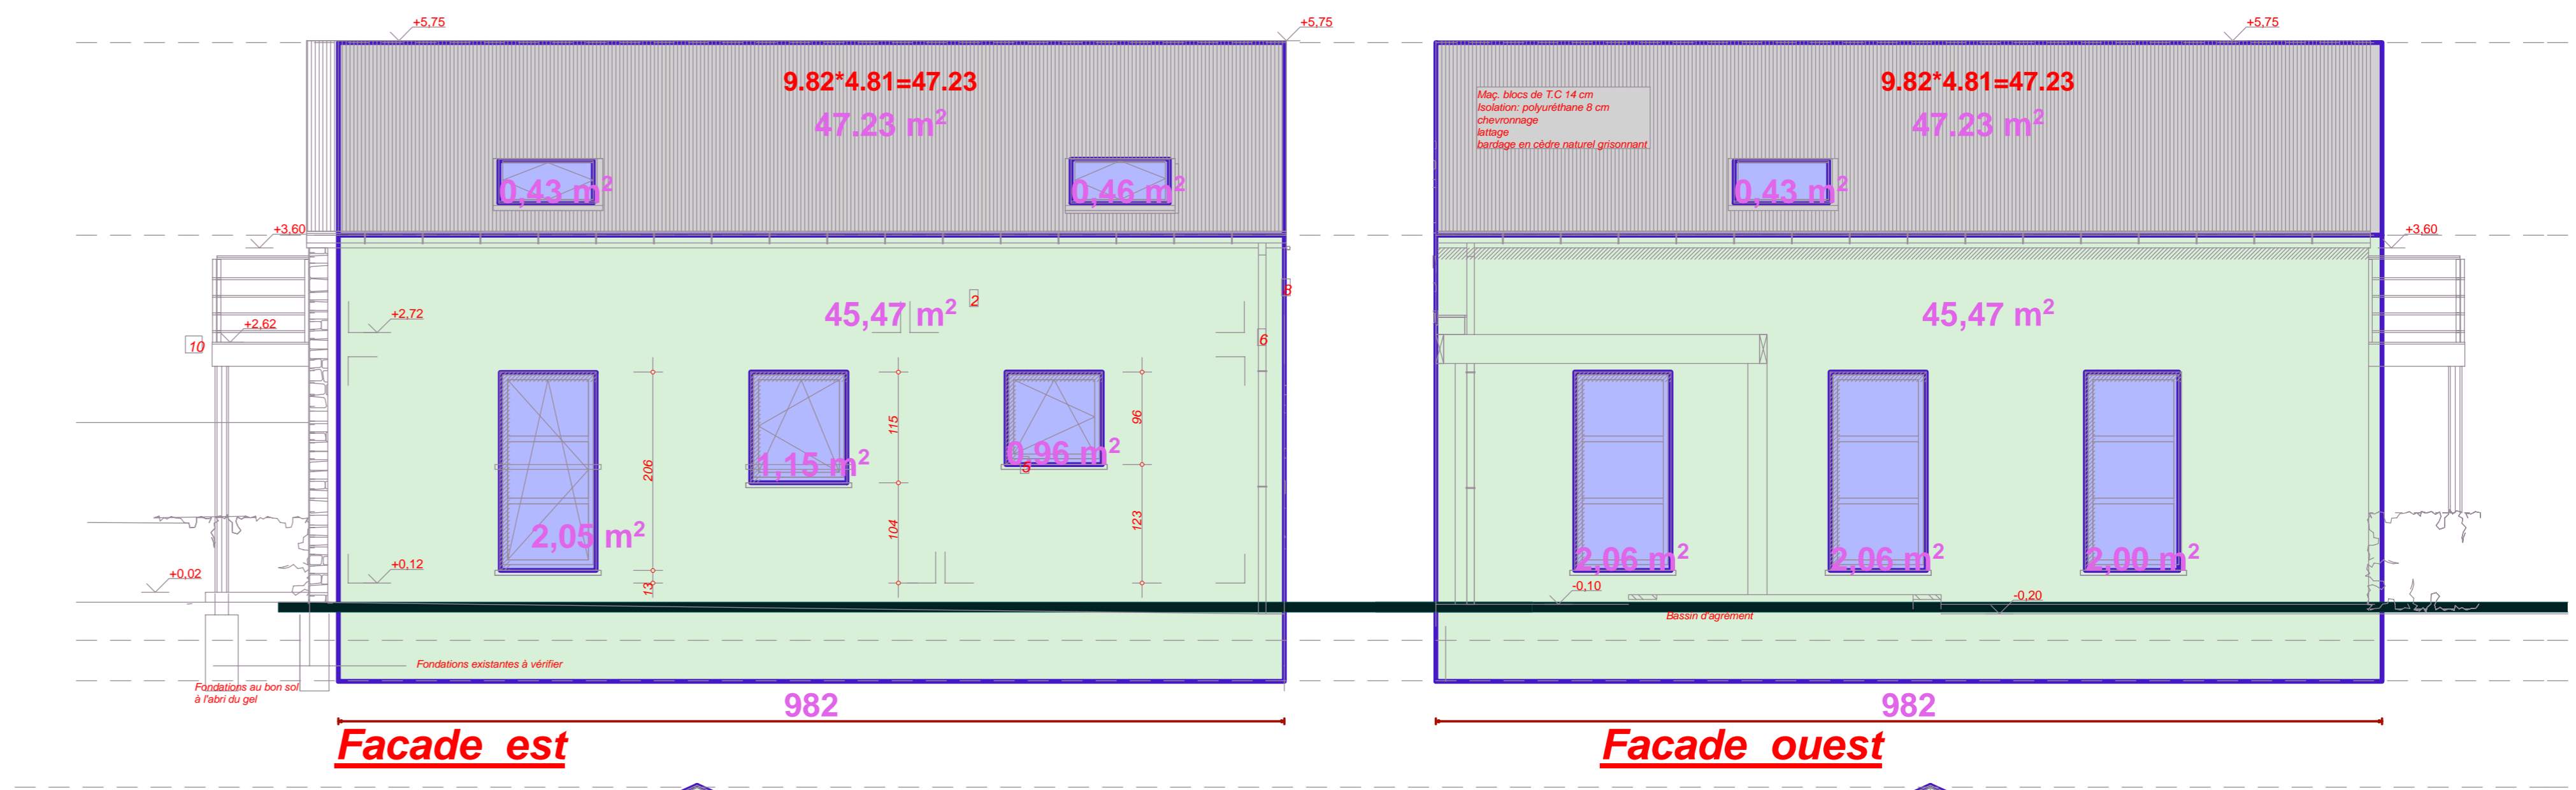 +5,75
+5,75
+5,75
9.82*4.81=47.23
47.23 m²
0,43 m²
0,46 m²
9.82*4.81=47.23
47.23 m²
Maç. blocs de T.C 14 cm
Isolation: polyuréthane 8 cm
chevronnage
lattage
bardage en cèdre naturel grisonnant
0,43 m²
+3,60
+3,60
10
+2,62
+2,72
45,47 m²
2
8
6
45,47 m²
206
13
115
104
96
123
1,15 m²
0,96 m²
3
2,05 m²
2,06 m²
2,06 m²
2,00 m²
+0,02
+0,12
-0,10
-0,20
Bassin d'agrément
Fondations existantes à vérifier
Fondations au bon sol
à l'abri du gel
982
982
Facade est
Facade ouest